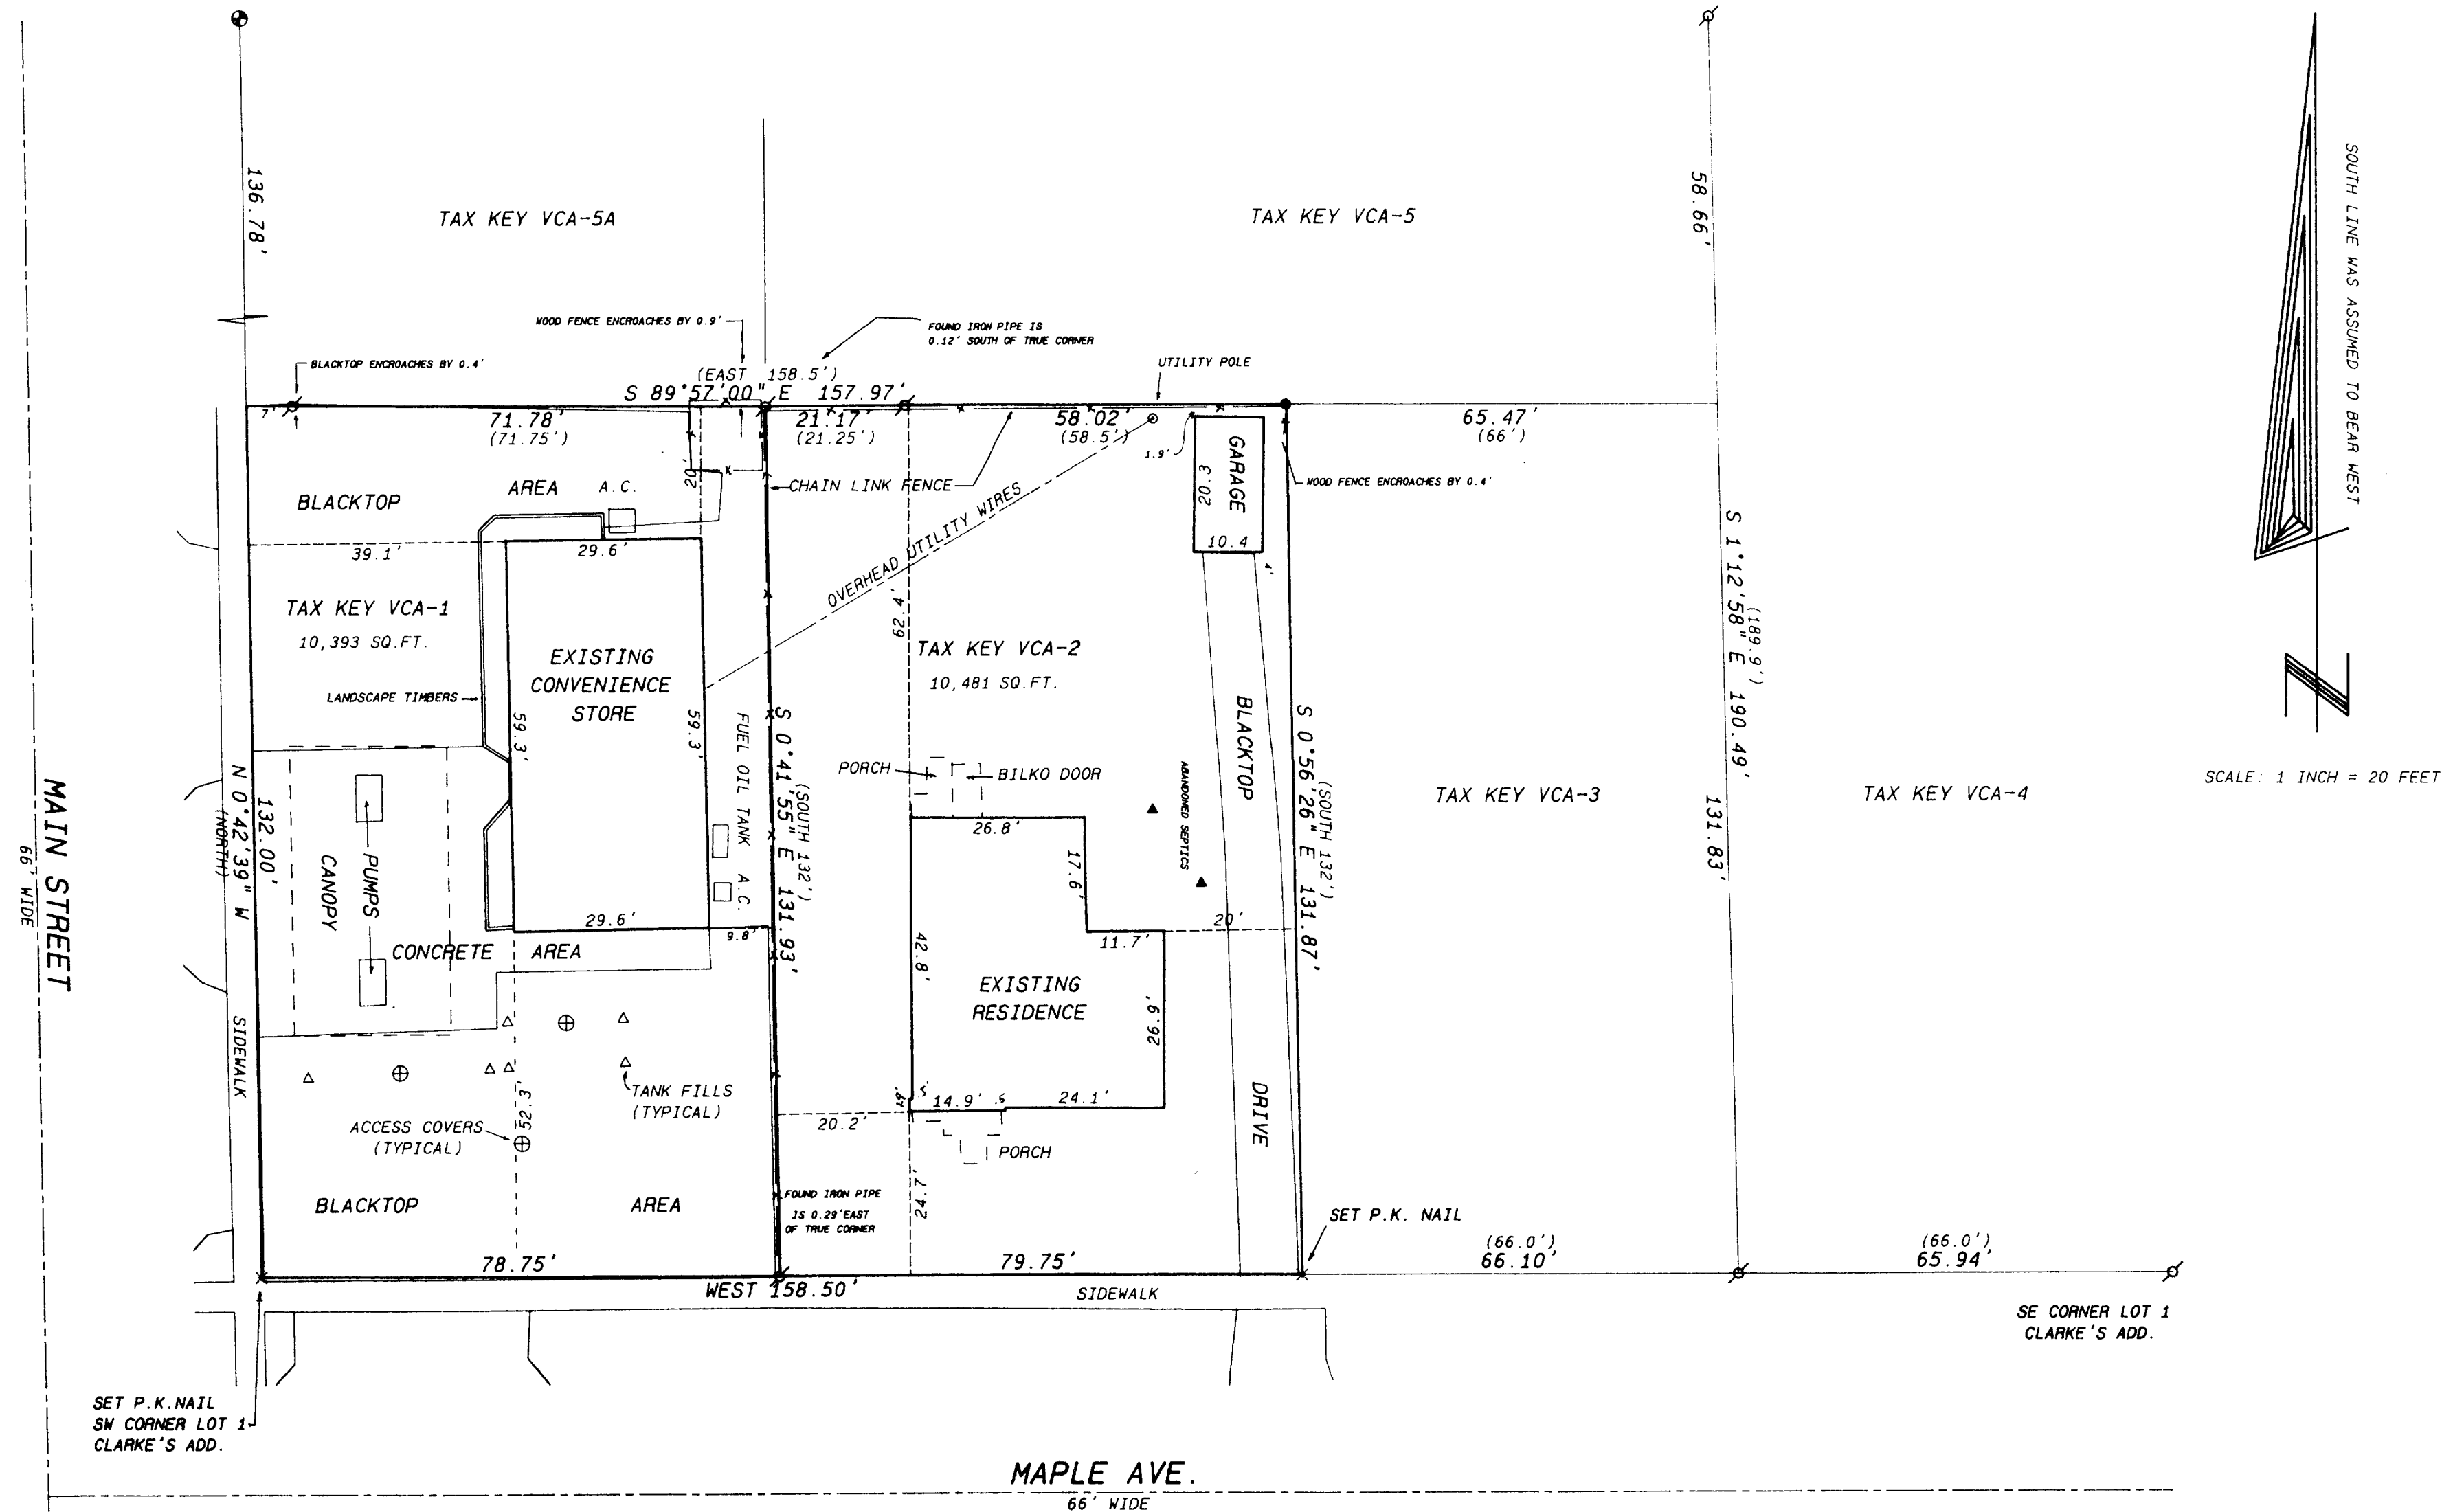 136.78'
TAX KEY VCA-5A
TAX KEY VCA-5
58.66'
SOUTH LINE WAS ASSUMED TO BEAR WEST
WOOD FENCE ENCROACHES BY 0.9'
FOUND IRON PIPE IS
0.12' SOUTH OF TRUE CORNER
BLACKTOP ENCROACHES BY 0.4'
UTILITY POLE
(EAST 158.5')
S 89°57'00" E 157.97'
7'
71.78'
(71.75')
21.17'
(21.25')
58.02'
(58.5')
65.47'
(66')
1.9'
GARAGE
20.3
10.4
4'
20'
BLACKTOP AREA
A.C.
CHAIN LINK FENCE
WOOD FENCE ENCROACHES BY 0.4'
OVERHEAD UTILITY WIRES
39.1'
29.6'
TAX KEY VCA-1
10,393 SQ.FT.
EXISTING
CONVENIENCE
STORE
LANDSCAPE TIMBERS
59.3'
59.3'
FUEL OIL TANK A.C.
62.4'
TAX KEY VCA-2
10,481 SQ.FT.
S 0°41'55" E 131.93'
(SOUTH 132')
BLACKTOP
DRIVE
S 0°56'26" E 131.87'
(SOUTH 132')
S 1°12'58" E 190.49'
(189.9')
131.83'
N
SCALE: 1 INCH = 20 FEET
PORCH
BILKO DOOR
ABANDONED SEPTICS
TAX KEY VCA-3
TAX KEY VCA-4
MAIN STREET
66' WIDE
N 0°42'39" W
(NORTH)
132.00'
SIDEWALK
PUMPS
CANOPY
26.8'
17.6'
11.7'
20'
29.6'
9.8'
CONCRETE AREA
42.8'
EXISTING
RESIDENCE
26.9'
TANK FILLS
(TYPICAL)
52.3'
ACCESS COVERS
(TYPICAL)
20.2'
1.9'
.5'
14.9'
.5
24.1'
PORCH
24.7'
BLACKTOP AREA
FOUND IRON PIPE
IS 0.29'EAST
OF TRUE CORNER
SET P.K. NAIL
78.75'
79.75'
(66.0')
66.10'
(66.0')
65.94'
WEST 158.50'
SIDEWALK
SE CORNER LOT 1
CLARKE'S ADD.
SET P.K.NAIL
SW CORNER LOT 1
CLARKE'S ADD.
MAPLE AVE.
66' WIDE